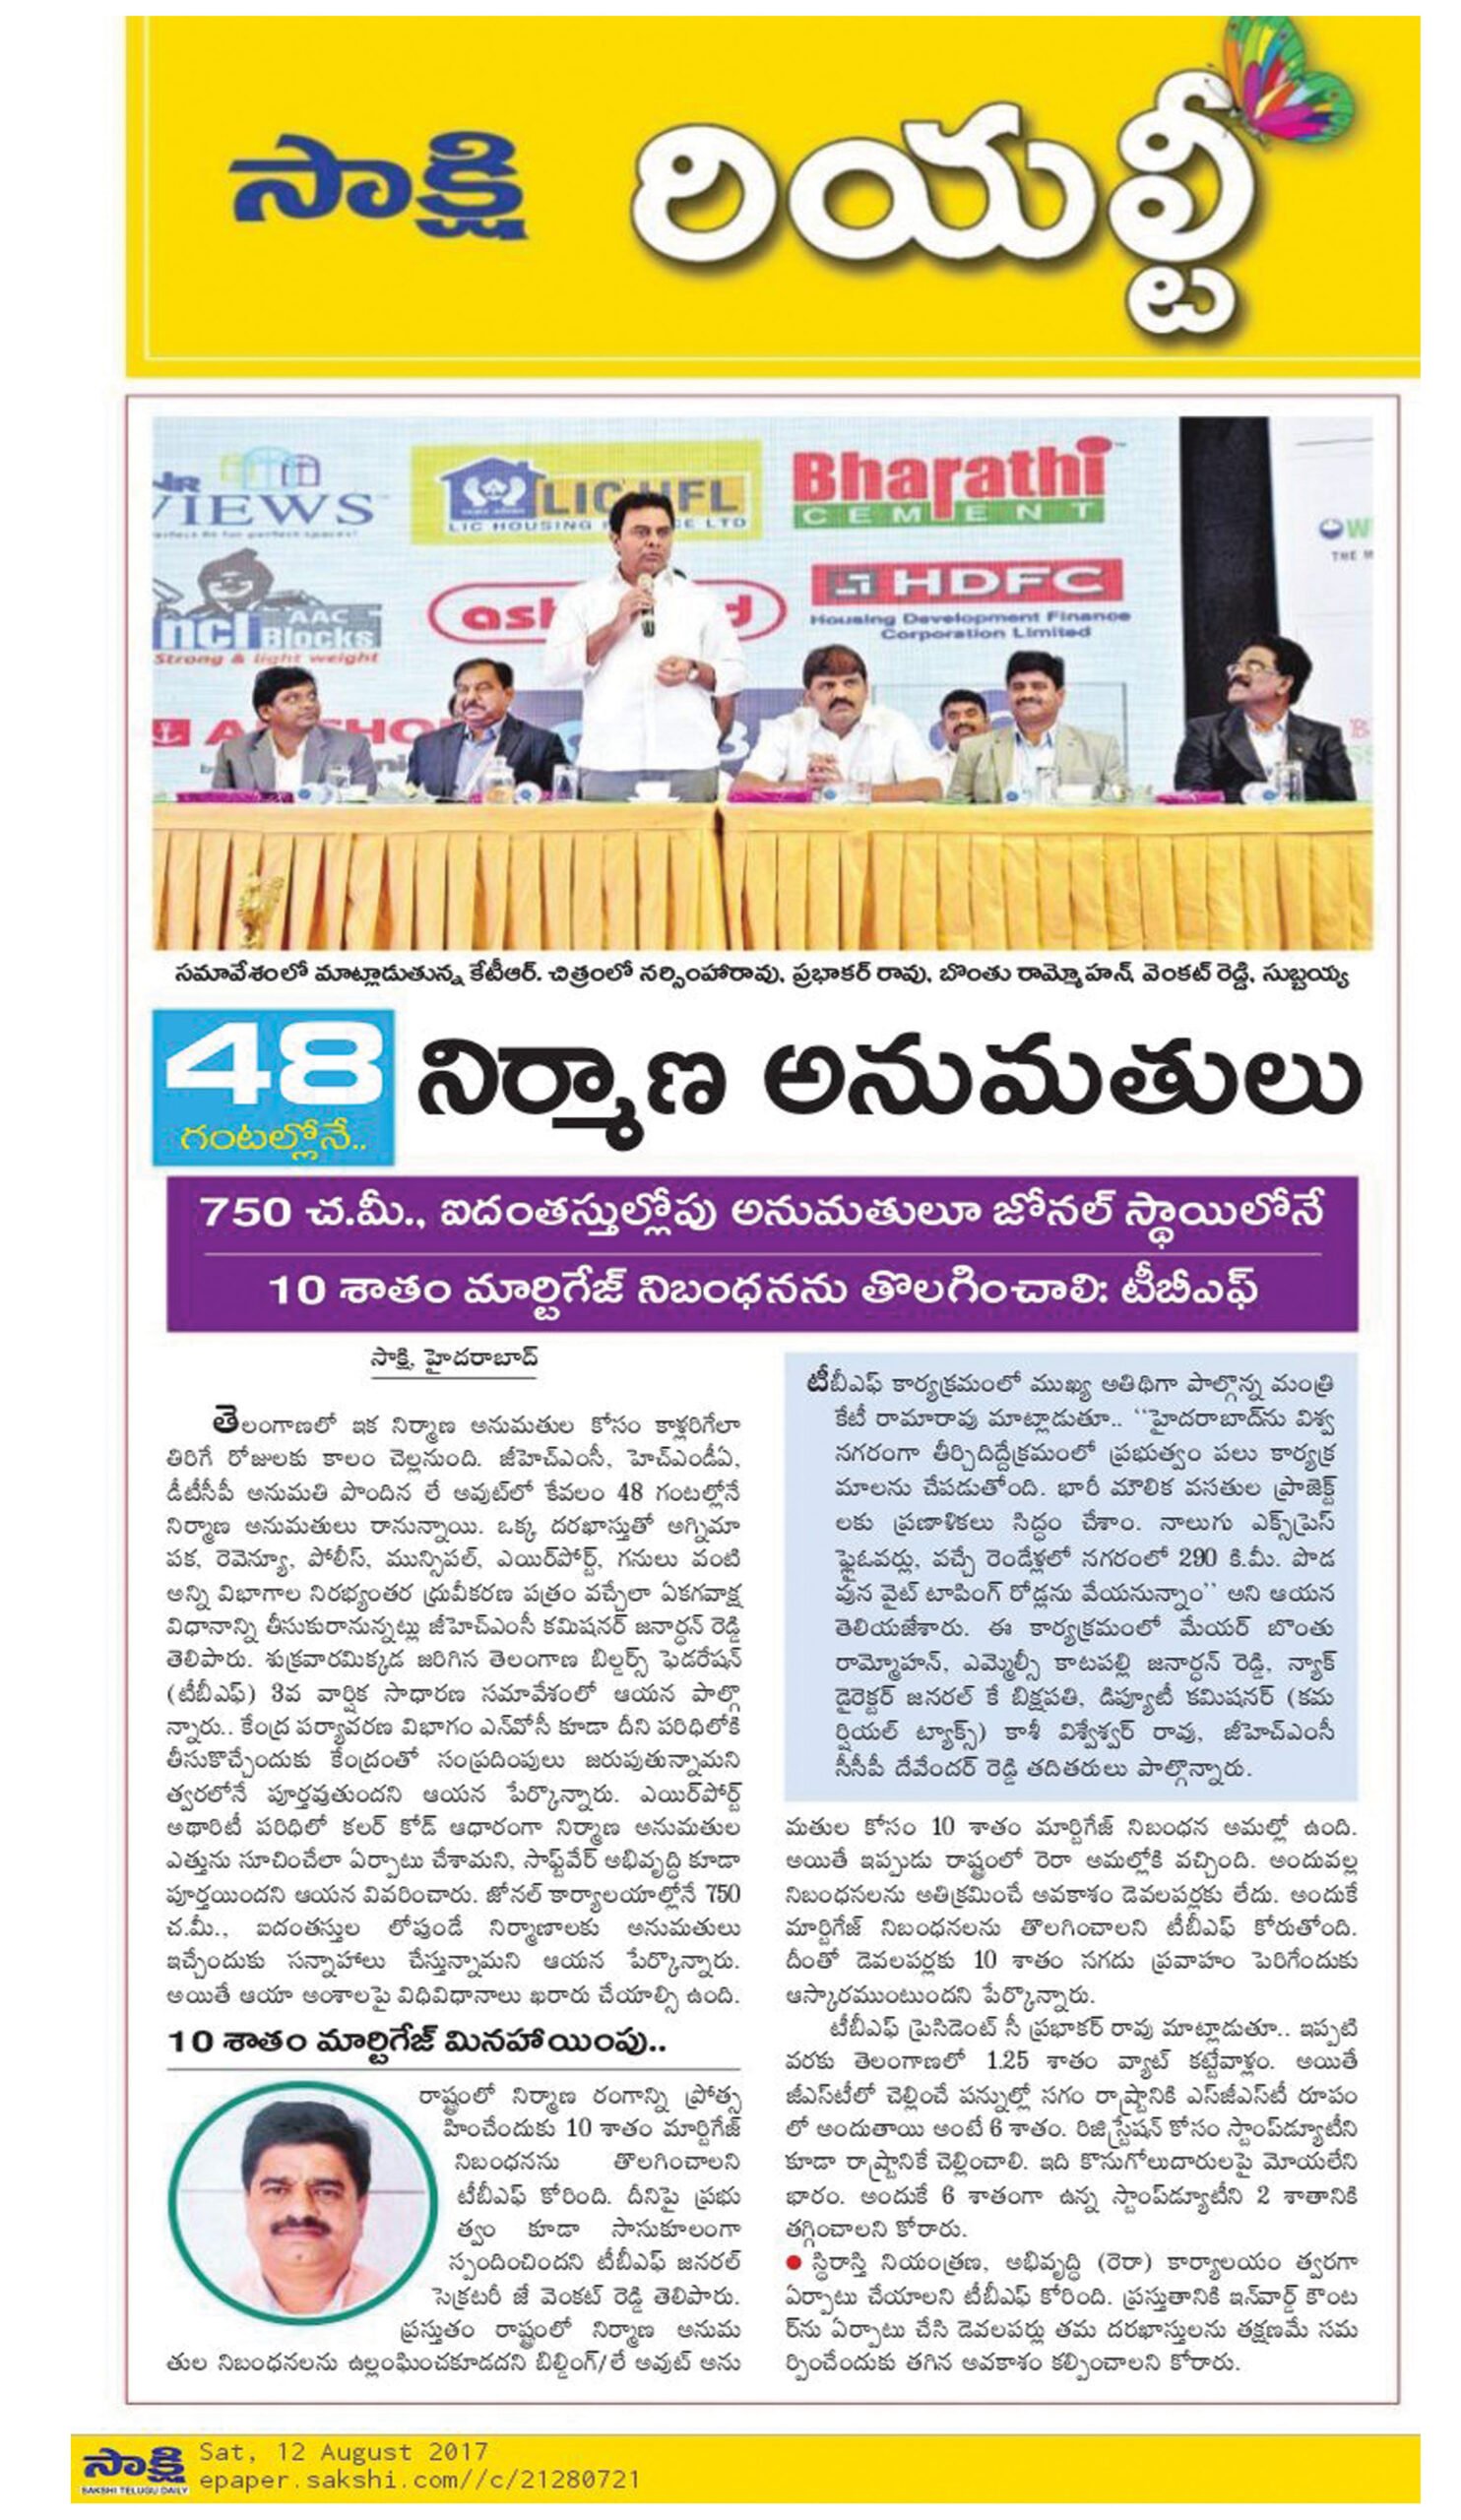 సాక్షి రియల్టీ
VIEWS
LIC HFL
LIC HOUSING
Bharathi
CEMENT
THE
ncl AAC
Blocks
Strong & light weight
HDFC
Housing Development Finance
Corporation Limited
సమావేశంలో మాట్లాడుతున్న కేటీఆర్. చిత్రంలో నర్సింహారావు, ప్రభాకర్ రావు, బొంతు రామ్మోహన్, వెంకట్ రెడ్డి, సుబ్బయ్య
48 గంటల్లోనే..
నిర్మాణ అనుమతులు
750 చ.మీ., ఐదంతస్తుల్లోపు అనుమతులూ జోనల్ స్థాయిలోనే
10 శాతం మార్టిగేజ్ నిబంధనను తొలగించాలి: టీబీఎఫ్
సాక్షి, హైదరాబాద్
తెలంగాణలో ఇక నిర్మాణ అనుమతుల కోసం కాళ్లరిగేలా
తిరిగే రోజులకు కాలం చెల్లనుంది. జీహెచ్ఎంసీ, హెచ్ఎండీఏ,
డీటీసీపీ అనుమతి పొందిన లే అవుట్‌లో కేవలం 48 గంటల్లోనే
నిర్మాణ అనుమతులు రానున్నాయి. ఒక్క దరఖాస్తుతో అగ్నిమా
పక, రెవెన్యూ, పోలీస్, మున్సిపల్, ఎయిర్‌పోర్ట్, గనులు వంటి
అన్ని విభాగాల నిరభ్యంతర ధ్రువీకరణ పత్రం వచ్చేలా ఏకగవాక్ష
విధానాన్ని తీసుకురానున్నట్లు జీహెచ్ఎంసీ కమిషనర్ జనార్ధన్ రెడ్డి
తెలిపారు. శుక్రవారమిక్కడ జరిగిన తెలంగాణ బిల్డర్స్ ఫెడరేషన్
(టీబీఎఫ్) 3వ వార్షిక సాధారణ సమావేశంలో ఆయన పాల్గొ
న్నారు.. కేంద్ర పర్యావరణ విభాగం ఎన్‌వోసీ కూడా దీని పరిధిలోకి
తీసుకొచ్చేందుకు కేంద్రంతో సంప్రదింపులు జరుపుతున్నామని
త్వరలోనే పూర్తవుతుందని ఆయన పేర్కొన్నారు. ఎయిర్‌పోర్ట్
అథారిటీ పరిధిలో కలర్ కోడ్ ఆధారంగా నిర్మాణ అనుమతుల
ఎత్తును సూచించేలా ఏర్పాటు చేశామని, సాఫ్ట్‌వేర్ అభివృద్ధి కూడా
పూర్తయిందని ఆయన వివరించారు. జోనల్ కార్యాలయాల్లోనే 750
చ.మీ., ఐదంతస్తుల లోపుండే నిర్మాణాలకు అనుమతులు
ఇచ్చేందుకు సన్నాహాలు చేస్తున్నామని ఆయన పేర్కొన్నారు.
అయితే ఆయా అంశాలపై విధివిధానాలు ఖరారు చేయాల్సి ఉంది.
10 శాతం మార్టిగేజ్ మినహాయింపు..
రాష్ట్రంలో నిర్మాణ రంగాన్ని ప్రోత్స
హించేందుకు 10 శాతం మార్టిగేజ్
నిబంధనను తొలగించాలని
టీబీఎఫ్ కోరింది. దీనిపై ప్రభు
త్వం కూడా సానుకూలంగా
స్పందించిందని టీబీఎఫ్ జనరల్
సెక్రటరీ జే వెంకట్ రెడ్డి తెలిపారు.
ప్రస్తుతం రాష్ట్రంలో నిర్మాణ అనుమ
తుల నిబంధనలను ఉల్లంఘించకూడదని బిల్డింగ్/లే అవుట్ అను
టీబీఎఫ్ కార్యక్రమంలో ముఖ్య అతిథిగా పాల్గొన్న మంత్రి
కేటీ రామారావు మాట్లాడుతూ.. ‘‘హైదరాబాద్‌ను విశ్వ
నగరంగా తీర్చిదిద్దేక్రమంలో ప్రభుత్వం పలు కార్యక్ర
మాలను చేపడుతోంది. భారీ మౌలిక వసతుల ప్రాజెక్ట్
లకు ప్రణాళికలు సిద్ధం చేశాం. నాలుగు ఎక్స్‌ప్రెస్
ఫ్లైఓవర్లు, వచ్చే రెండేళ్లలో నగరంలో 290 కి.మీ. పొడ
వున వైట్ టాపింగ్ రోడ్లను వేయనున్నాం’’ అని ఆయన
తెలియజేశారు. ఈ కార్యక్రమంలో మేయర్ బొంతు
రామ్మోహన్, ఎమ్మెల్సీ కాటపల్లి జనార్ధన్ రెడ్డి, న్యాక్
డైరెక్టర్ జనరల్ కే బిక్షపతి, డిప్యూటీ కమిషనర్ (కమ
ర్షియల్ ట్యాక్స్) కాశీ విశ్వేశ్వర్ రావు, జీహెచ్ఎంసీ
సీసీపీ దేవేందర్ రెడ్డి తదితరులు పాల్గొన్నారు.
మతుల కోసం 10 శాతం మార్టిగేజ్ నిబంధన అమల్లో ఉంది.
అయితే ఇప్పుడు రాష్ట్రంలో రెరా అమల్లోకి వచ్చింది. అందువల్ల
నిబంధనలను అతిక్రమించే అవకాశం డెవలపర్లకు లేదు. అందుకే
మార్టిగేజ్ నిబంధనలను తొలగించాలని టీబీఎఫ్ కోరుతోంది.
దీంతో డెవలపర్లకు 10 శాతం నగదు ప్రవాహం పెరిగేందుకు
ఆస్కారముంటుందని పేర్కొన్నారు.
టీబీఎఫ్ ప్రెసిడెంట్ సీ ప్రభాకర్ రావు మాట్లాడుతూ.. ఇప్పటి
వరకు తెలంగాణలో 1.25 శాతం వ్యాట్ కట్టేవాళ్లం. అయితే
జీఎస్‌టీలో చెల్లించే పన్నుల్లో సగం రాష్ట్రానికి ఎస్‌జీఎస్‌టీ రూపం
లో అందుతాయి అంటే 6 శాతం. రిజిస్ట్రేషన్ కోసం స్టాంప్‌డ్యూటీని
కూడా రాష్ట్రానికే చెల్లించాలి. ఇది కొనుగోలుదారులపై మోయలేని
భారం. అందుకే 6 శాతంగా ఉన్న స్టాంప్‌డ్యూటీని 2 శాతానికి
తగ్గించాలని కోరారు.
● స్థిరాస్తి నియంత్రణ, అభివృద్ధి (రెరా) కార్యాలయం త్వరగా
ఏర్పాటు చేయాలని టీబీఎఫ్ కోరింది. ప్రస్తుతానికి ఇన్‌వార్డ్ కౌంట
ర్‌ను ఏర్పాటు చేసి డెవలపర్లు తమ దరఖాస్తులను తక్షణమే సమ
ర్పించేందుకు తగిన అవకాశం కల్పించాలని కోరారు.
సాక్షి
SAKSHI TELUGU DAILY
Sat, 12 August 2017
epaper.sakshi.com//c/21280721